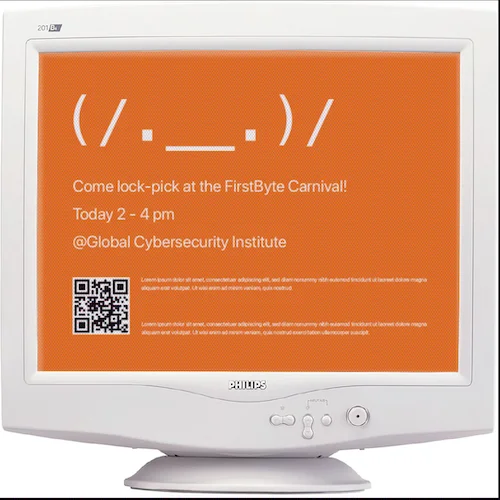 201B
(/.__.)/
Come lock-pick at the FirstByte Carnival!
Today 2 - 4 pm
@Global Cybersecurity Institute
Lorem ipsum dolor sit amet, consectetuer adipiscing elit, sed diam nonummy nibh euismod tincidunt ut laoreet dolore magna
aliquam erat volutpat. Ut wisi enim ad minim veniam, quis nostrud.
Lorem ipsum dolor sit amet, consectetuer adipiscing elit, sed diam nonummy nibh euismod tincidunt ut laoreet dolore magna
aliquam erat volutpat. Ut wisi enim ad minim veniam, quis nostrud exerci tation ullamcorper suscipit.
PHILIPS